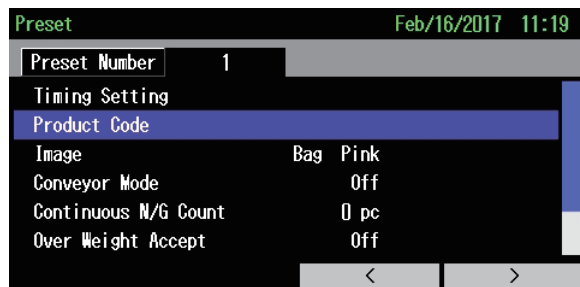 Preset Feb/16/2017 11:19
Preset Number 1
Timing Setting
Product Code
Image Bag Pink
Conveyor Mode Off
Continuous N/G Count 0 pc
Over Weight Accept Off
< >